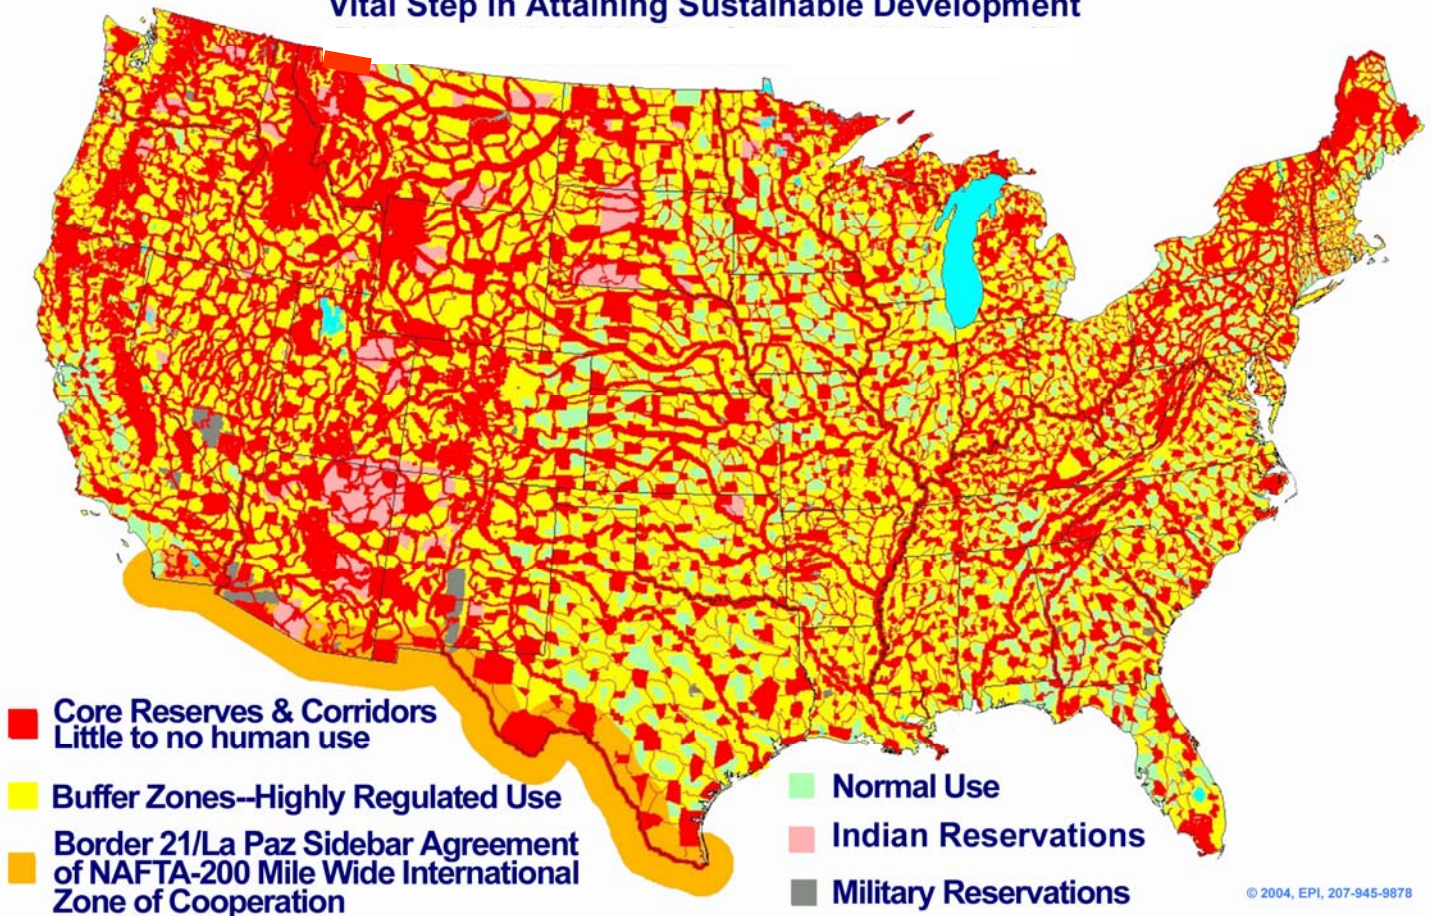 Vital Step in Attaining Sustainable Development
Core Reserves & Corridors
Little to no human use
Buffer Zones--Highly Regulated Use
Border 21/La Paz Sidebar Agreement
of NAFTA-200 Mile Wide International
Zone of Cooperation
Normal Use
Indian Reservations
Military Reservations
© 2004, EPI, 207-945-9878